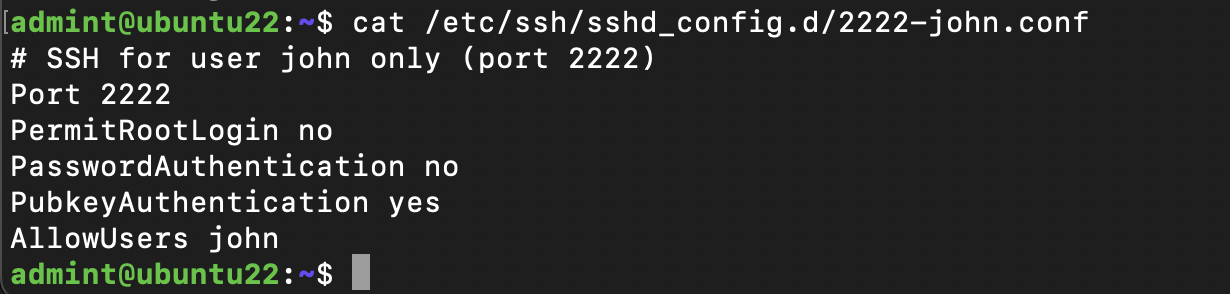 [admint@ubuntu22:~$ cat /etc/ssh/sshd_config.d/2222-john.conf
# SSH for user john only (port 2222)
Port 2222
PermitRootLogin no
PasswordAuthentication no
PubkeyAuthentication yes
AllowUsers john
admint@ubuntu22:~$